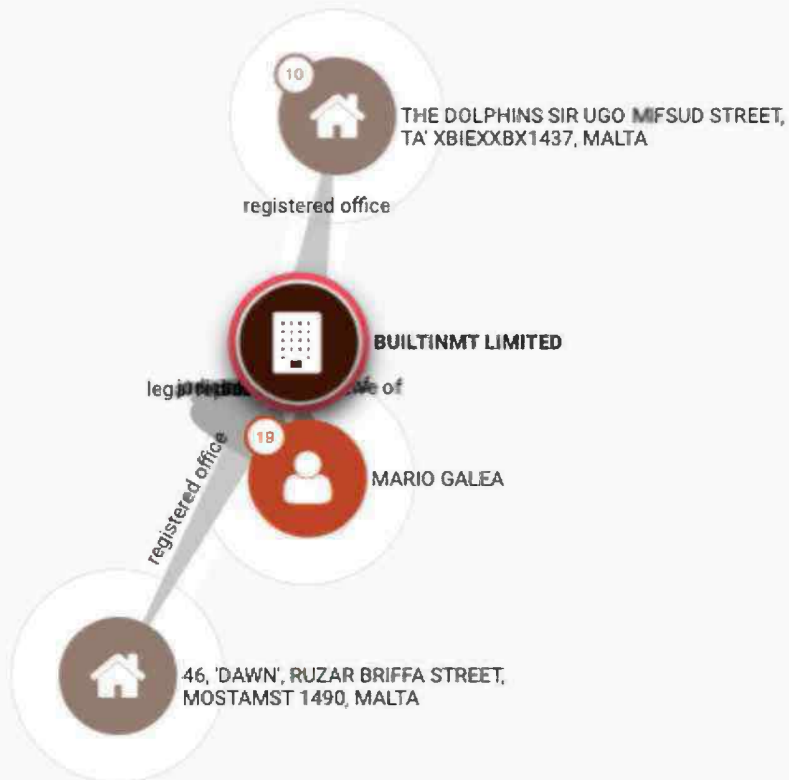 10
THE DOLPHINS SIR UGO MIFSUD STREET,
TA' XBIEXXBX1437, MALTA
registered office
BUILTINMT LIMITED
of
19
MARIO GALEA
registered office
46, 'DAWN', RUZAR BRIFFA STREET,
MOSTAMST 1490, MALTA